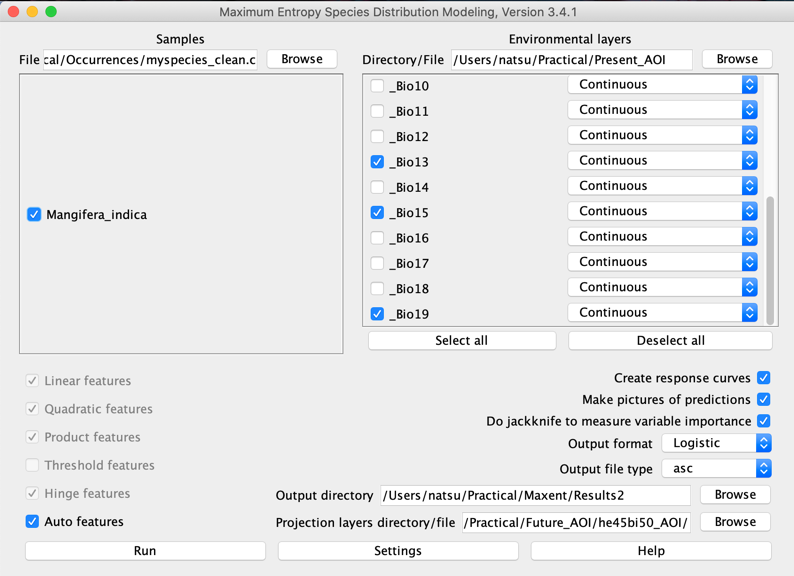 Maximum Entropy Species Distribution Modeling, Version 3.4.1
Samples
File cal/Occurrences/myspecies_clean.c Browse
Mangifera_indica
Environmental layers
Directory/File /Users/natsu/Practical/Present_AOI Browse
_Bio10 Continuous
_Bio11 Continuous
_Bio12 Continuous
_Bio13 Continuous
_Bio14 Continuous
_Bio15 Continuous
_Bio16 Continuous
_Bio17 Continuous
_Bio18 Continuous
_Bio19 Continuous
Select all Deselect all
Linear features
Quadratic features
Product features
Threshold features
Hinge features
Auto features
Create response curves
Make pictures of predictions
Do jackknife to measure variable importance
Output format Logistic
Output file type asc
Output directory /Users/natsu/Practical/Maxent/Results2 Browse
Projection layers directory/file /Practical/Future_AOI/he45bi50_AOI/ Browse
Run Settings Help